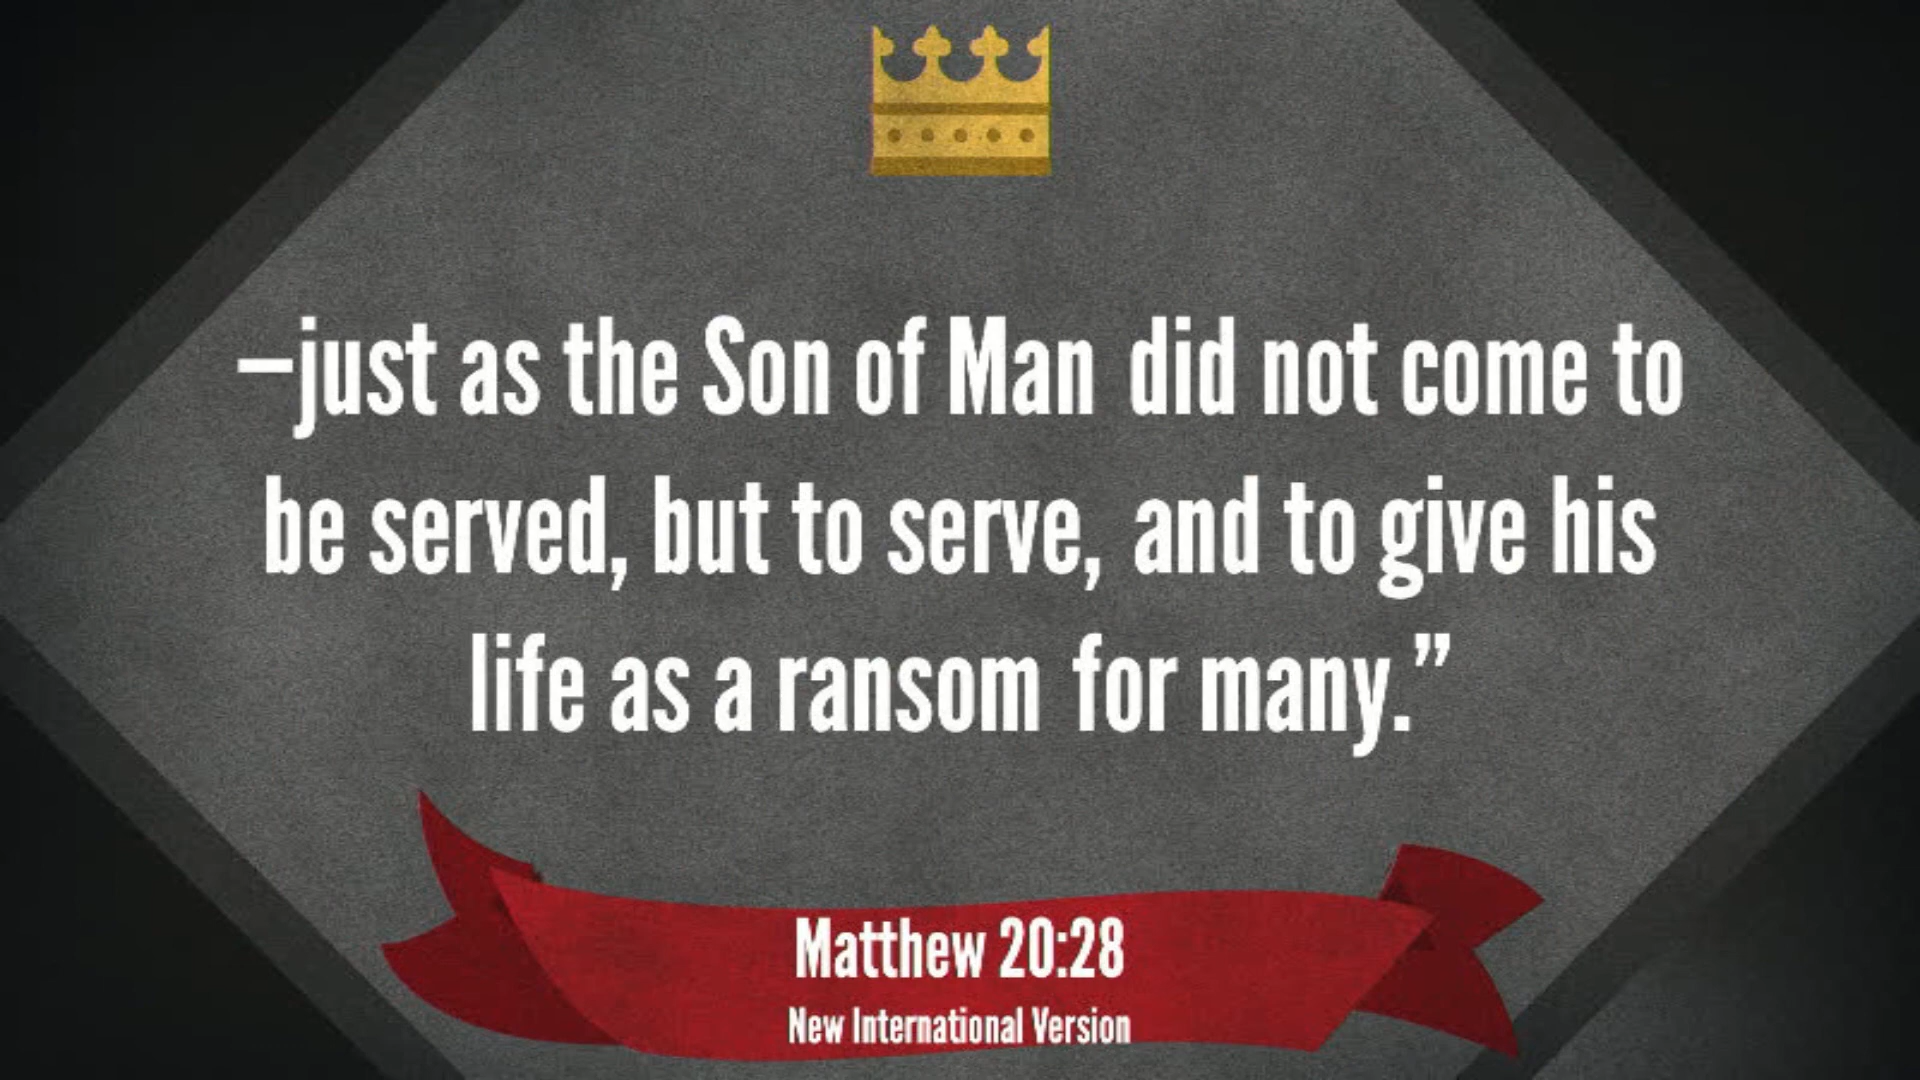 —just as the Son of Man did not come to
be served, but to serve, and to give his
life as a ransom for many.”
Matthew 20:28
New International Version